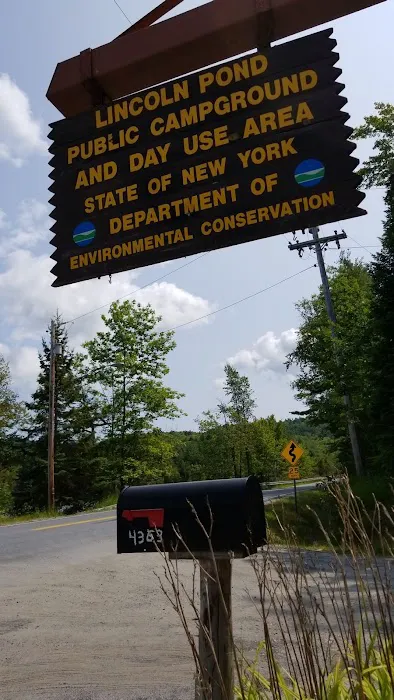 LINCOLN POND
PUBLIC CAMPGROUND
AND DAY USE AREA
STATE OF NEW YORK
DEPARTMENT OF
ENVIRONMENTAL CONSERVATION
4363